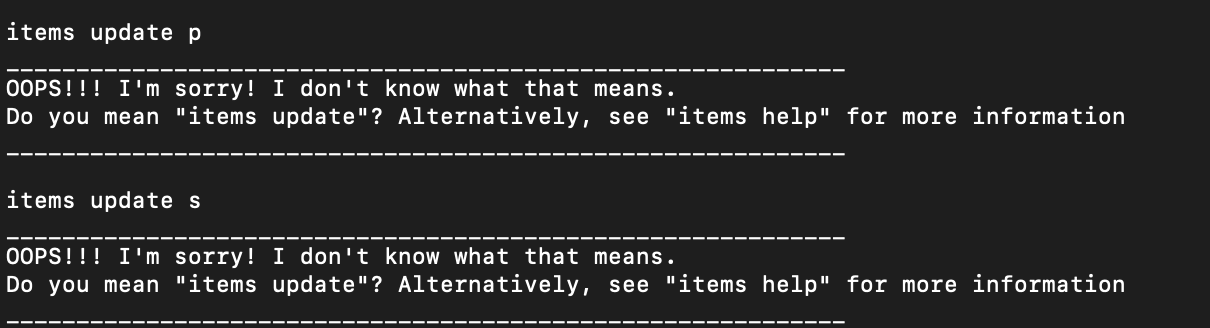 items update p
____________________________________________________________
OOPS!!! I'm sorry! I don't know what that means.
Do you mean "items update"? Alternatively, see "items help" for more information
____________________________________________________________
items update s
____________________________________________________________
OOPS!!! I'm sorry! I don't know what that means.
Do you mean "items update"? Alternatively, see "items help" for more information
____________________________________________________________